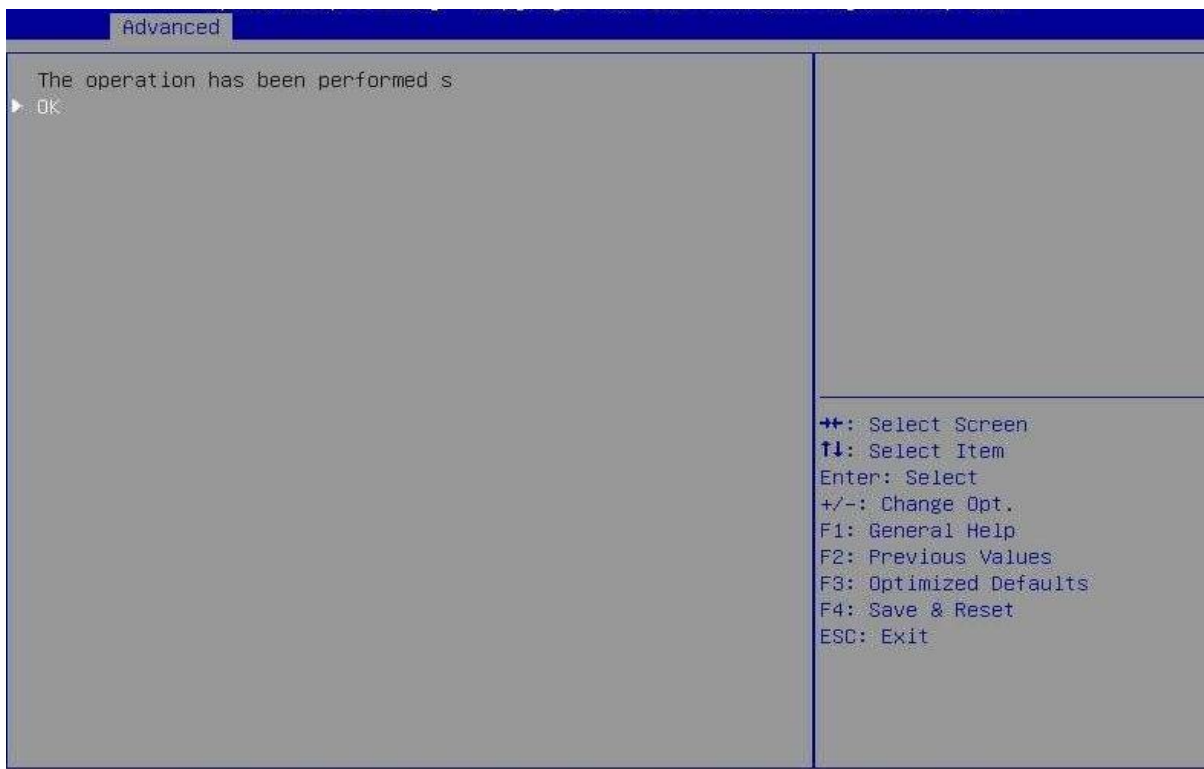 Advanced
The operation has been performed s
OK
→←: Select Screen
↑↓: Select Item
Enter: Select
+/-: Change Opt.
F1: General Help
F2: Previous Values
F3: Optimized Defaults
F4: Save & Reset
ESC: Exit